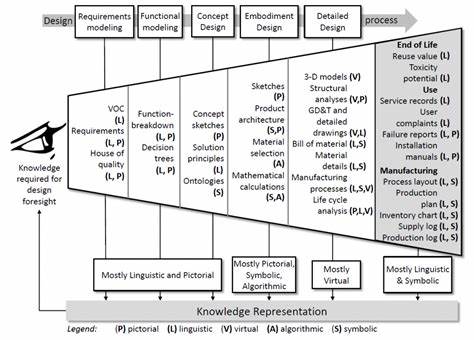 Design
Requirements
modeling
Functional
modeling
Concept
Design
Embodiment
Design
Detailed
Design
process
Knowledge
required for
design
foresight
VOC
(L)
Requirements
(L, P)
House of
quality (L, P)
Function-
breakdown
(L, P)
Decision
trees
(L, P)
Concept
sketches
(P)
Solution
principles
(L)
Ontologies
(S)
Sketches
(P)
Product
architecture
(S,P)
Material
selection
(A)
Mathematical
calculations
(S,A)
3-D models (V)
Structural
analyses (V,P)
GD&T and
detailed
drawings (V,L)
Bill of material (L,S)
Material
details (L,S)
Manufacturing
processes (L,S,V)
Life cycle
analysis (P,L,V)
End of Life
Reuse value (L)
Toxicity
potential (L)
Use
Service records (L)
User
complaints (L)
Failure reports (L, P)
Installation
manuals (L, P)
Manufacturing
Process layout (L, S)
Production
plan (L, S)
Inventory chart (L, S)
Supply log (L, S)
Production log (L, S)
Mostly Linguistic and Pictorial
Mostly Pictorial,
Symbolic,
Algorithmic
Mostly
Virtual
Mostly Linguistic
& Symbolic
Knowledge Representation
Legend: (P) pictorial (L) linguistic (V) virtual (A) algorithmic (S) symbolic